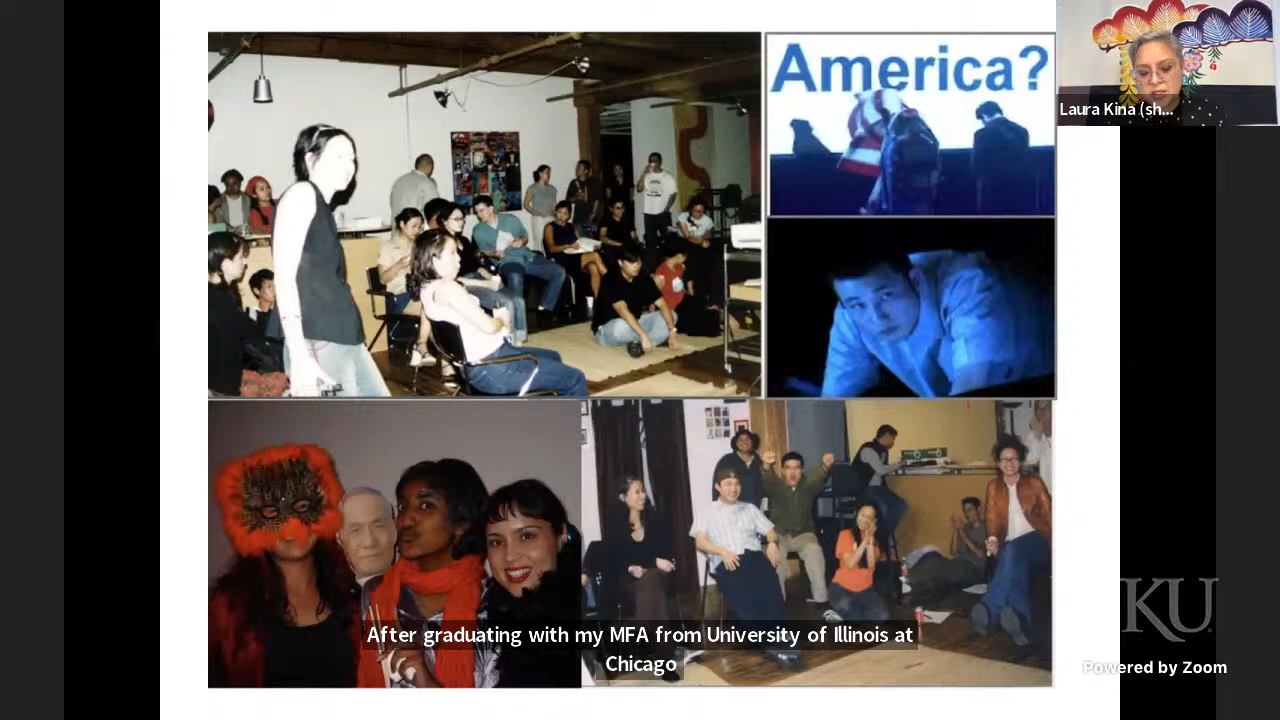 America?
Laura Kina (sh...
After graduating with my MFA from University of Illinois at
Chicago
KU
Powered by Zoom